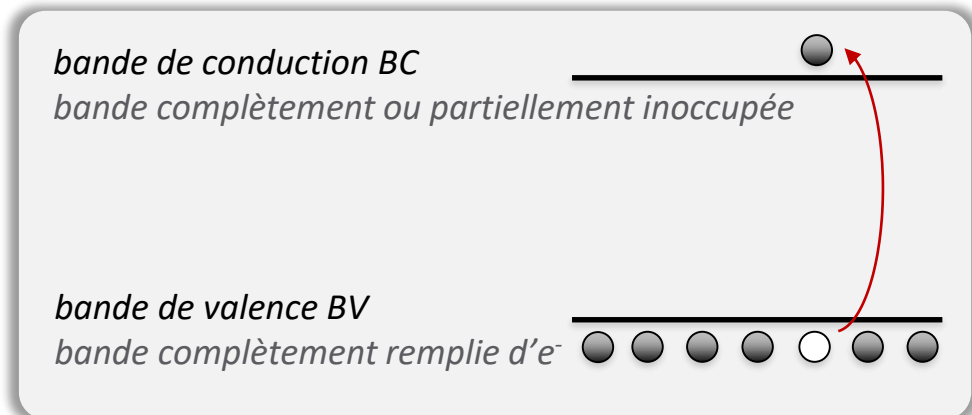 bande de conduction BC
bande complètement ou partiellement inoccupée
bande de valence BV
bande complètement remplie d'e⁻